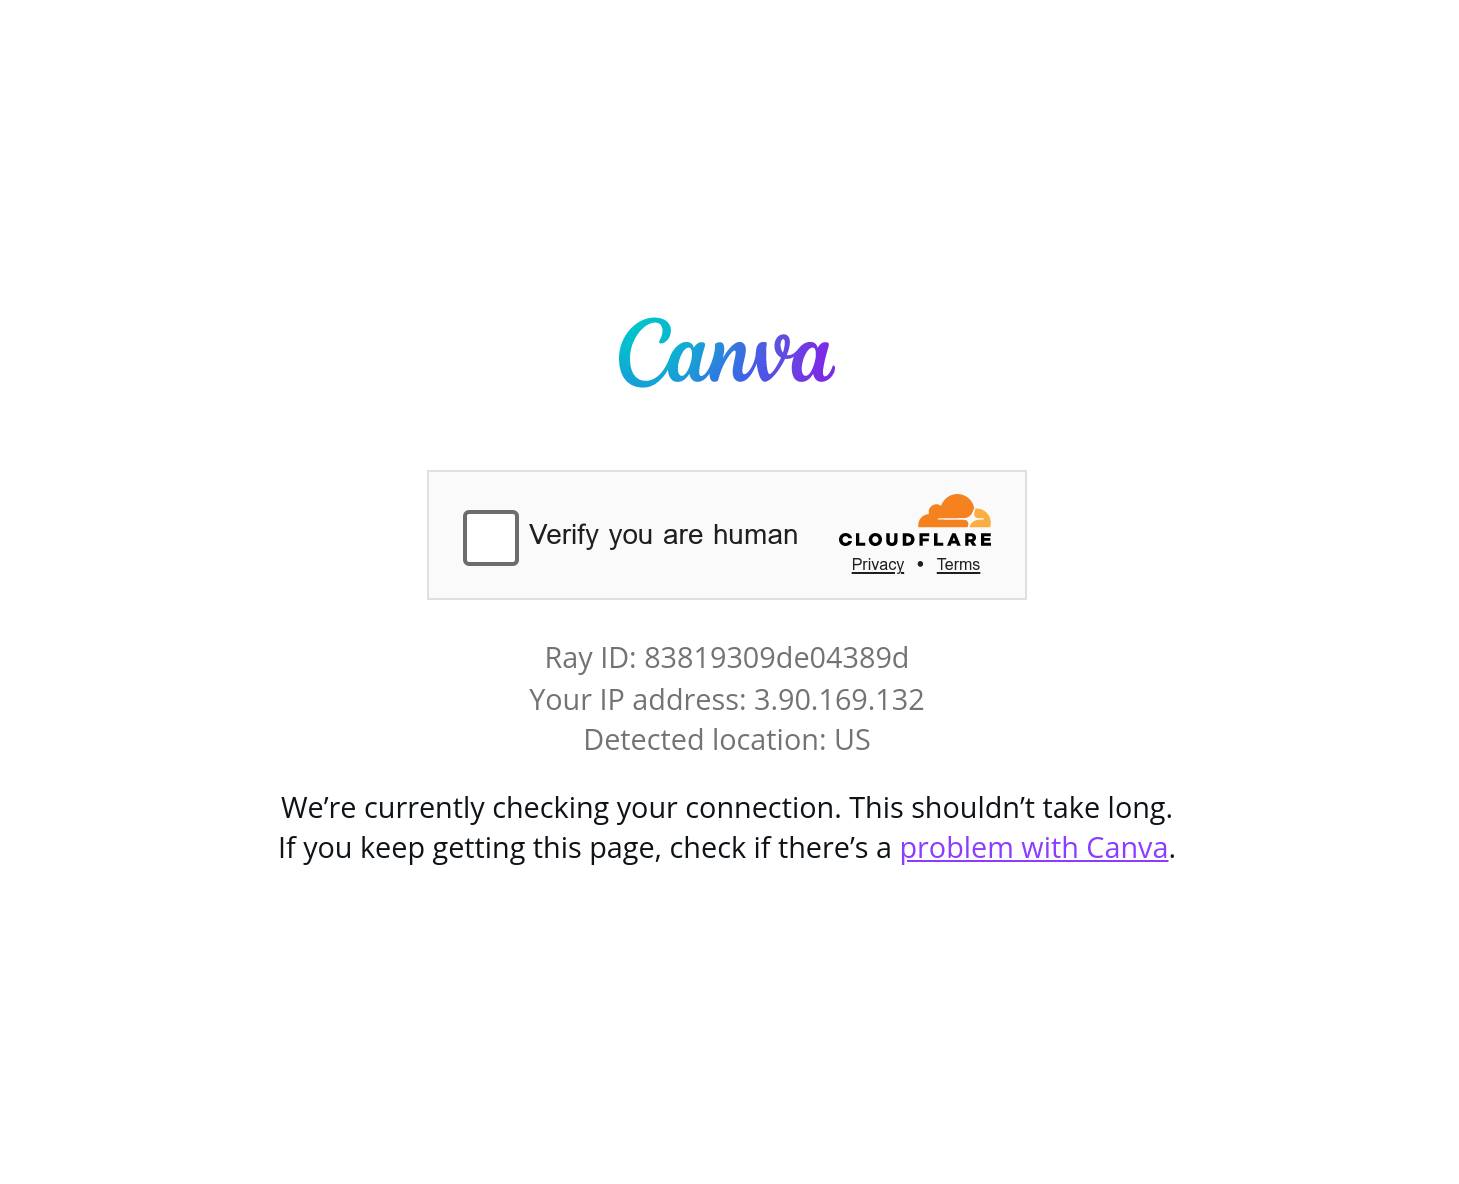 Canva
Verify you are human
CLOUDFLARE
Privacy • Terms
Ray ID: 83819309de04389d
Your IP address: 3.90.169.132
Detected location: US
We’re currently checking your connection. This shouldn’t take long.
If you keep getting this page, check if there’s a problem with Canva.